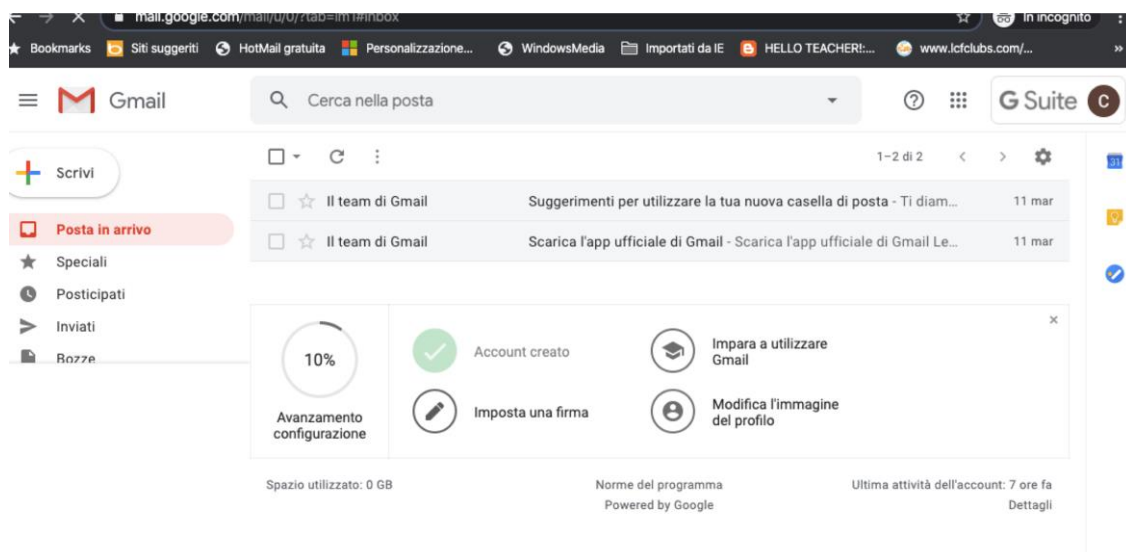 mail.google.com/mail/u/0/?tab=rm1#inbox
In incognito
Bookmarks Siti suggeriti HotMail gratuita Personalizzazione... WindowsMedia Importati da IE HELLO TEACHER!:... www.lcfclubs.com/... »
Gmail
Cerca nella posta
G Suite C
Scrivi
1–2 di 2
31
Il team di Gmail Suggerimenti per utilizzare la tua nuova casella di posta - Ti diam... 11 mar
Posta in arrivo
Il team di Gmail Scarica l'app ufficiale di Gmail - Scarica l'app ufficiale di Gmail Le... 11 mar
Speciali
Posticipati
Inviati
Bozze
10%
Avanzamento
configurazione
Account creato
Impara a utilizzare
Gmail
Imposta una firma
Modifica l'immagine
del profilo
Spazio utilizzato: 0 GB
Norme del programma
Powered by Google
Ultima attività dell'account: 7 ore fa
Dettagli